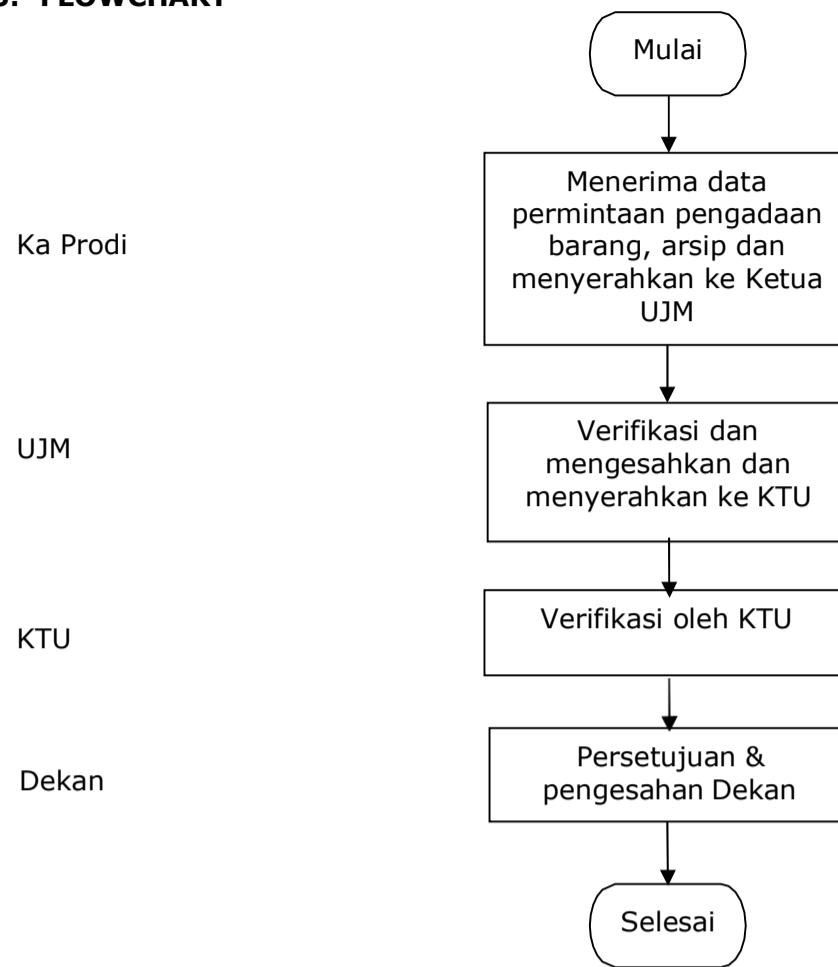 FLOWCHART
Mulai
Ka Prodi
Menerima data
permintaan pengadaan
barang, arsip dan
menyerahkan ke Ketua
UJM
UJM
Verifikasi dan
mengesahkan dan
menyerahkan ke KTU
KTU
Verifikasi oleh KTU
Dekan
Persetujuan &
pengesahan Dekan
Selesai